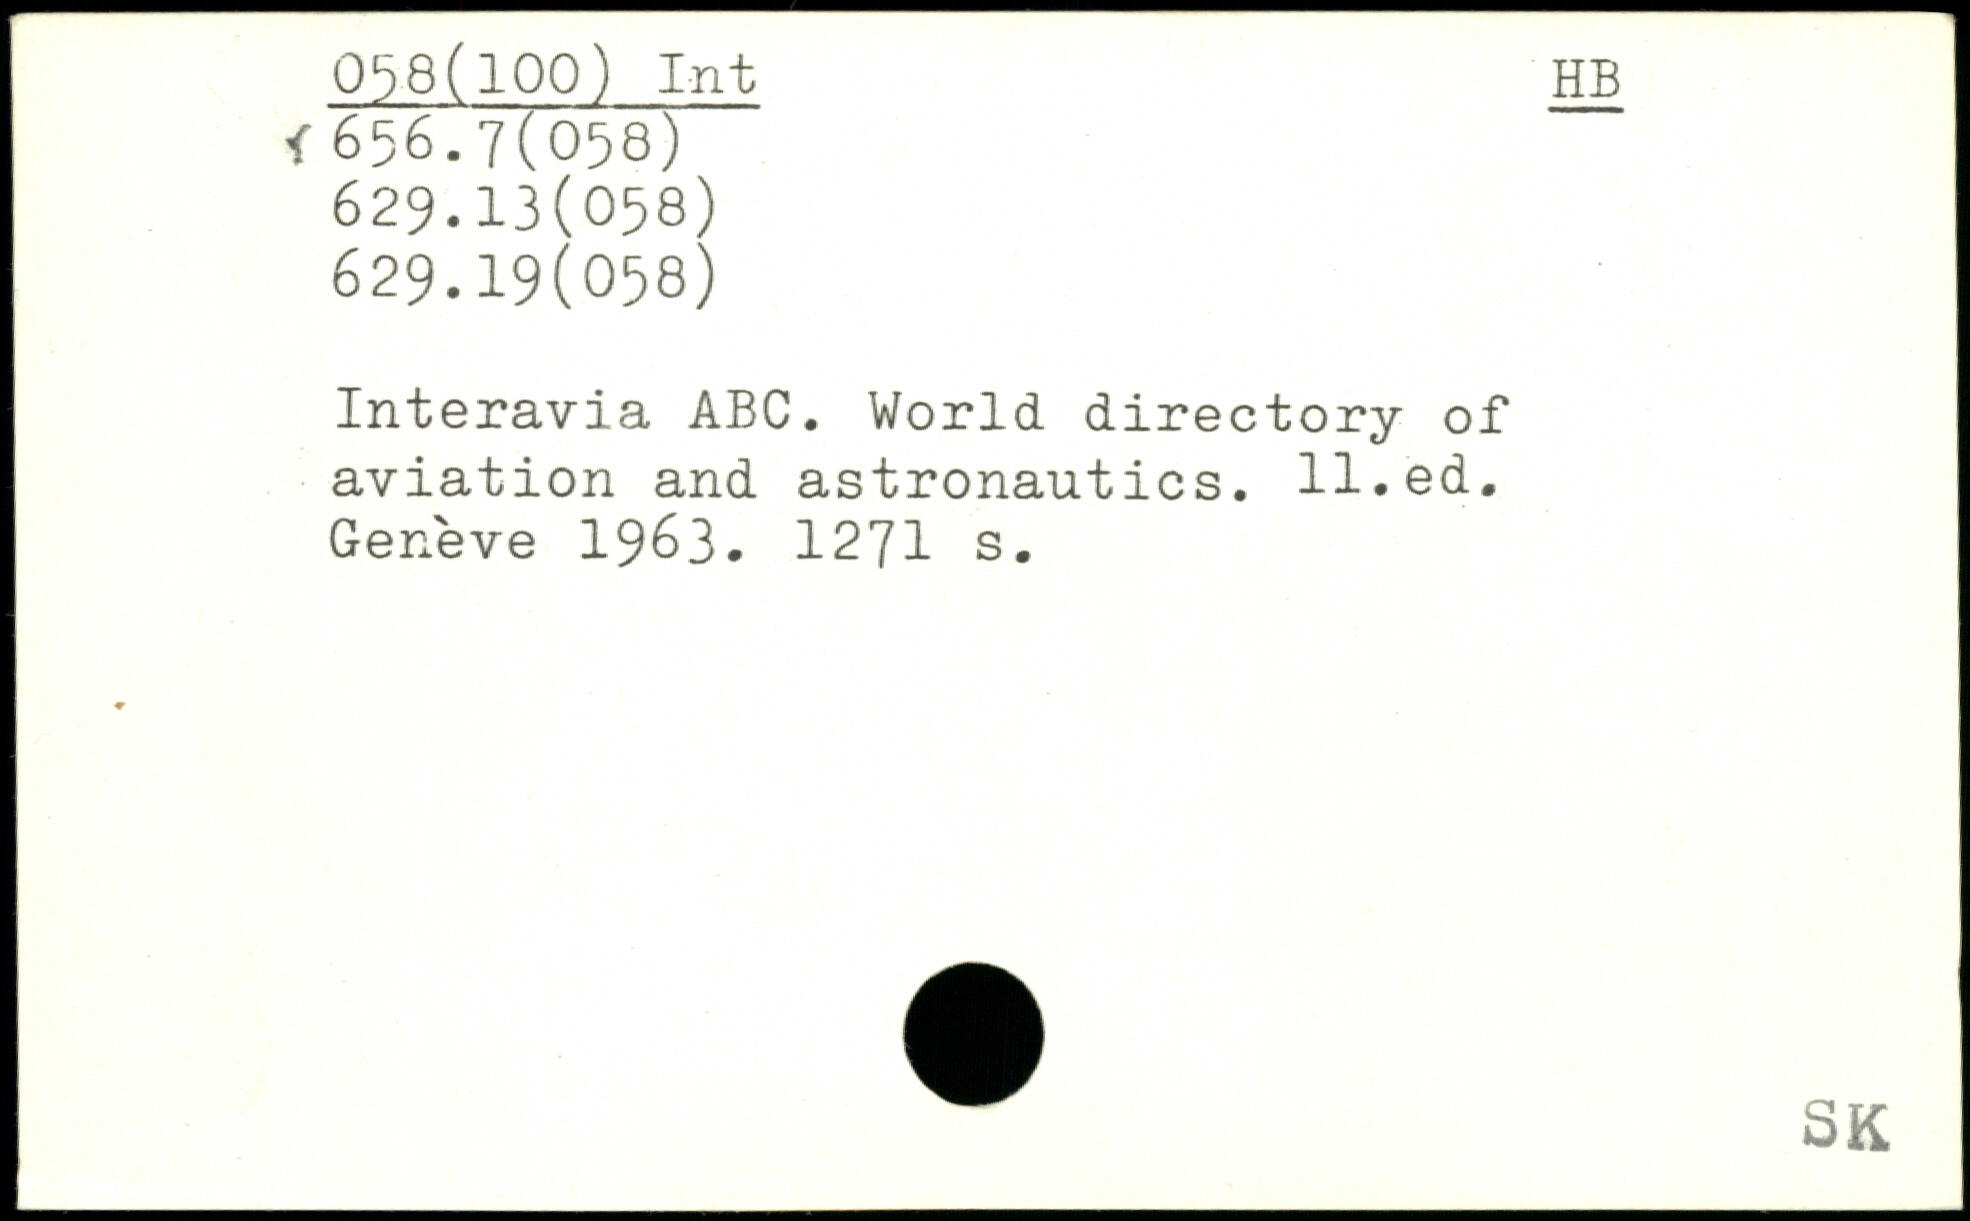 058(100) Int HB
656.7(058)
629.13(058)
629.19(058)
Interavia ABC. World directory of
aviation and astronautics. 11.ed.
Genève 1963. 1271 s.
SK